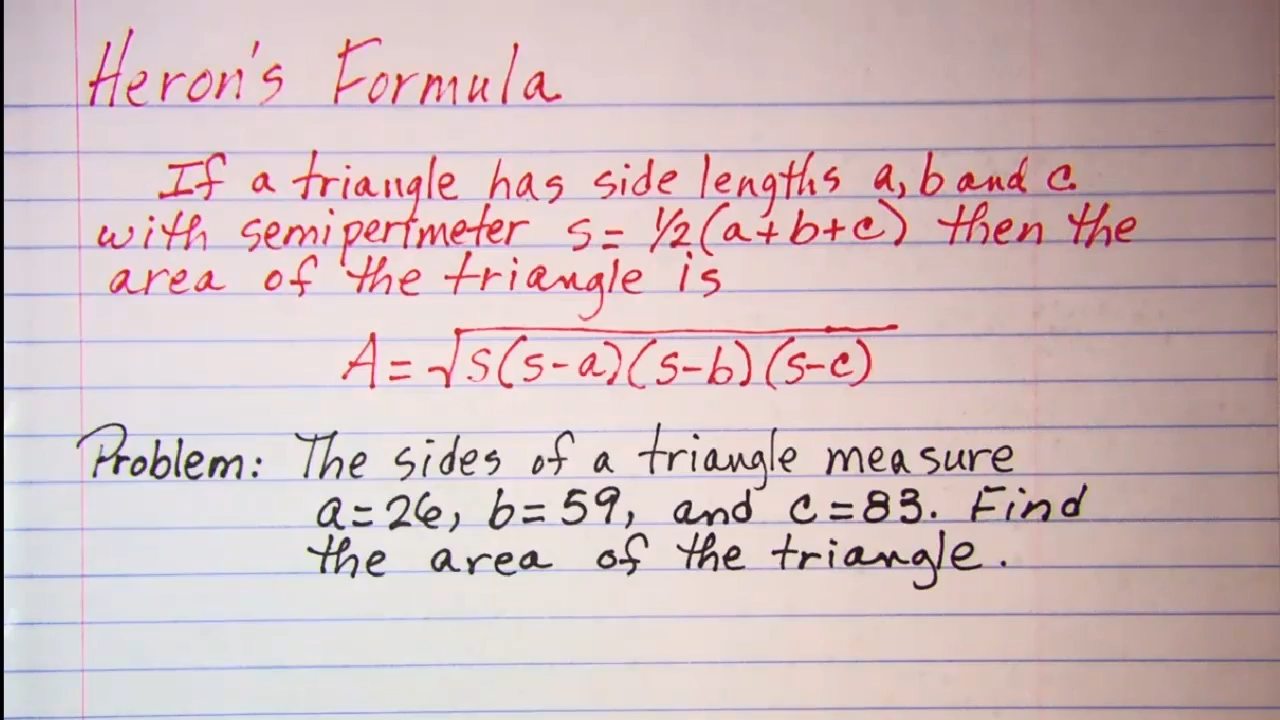 Heron's Formula
If a triangle has side lengths a, b and c
with semiperimeter s = 1/2(a+b+c) then the
area of the triangle is
A = √s(s-a)(s-b)(s-c)
Problem: The sides of a triangle measure
a=26, b=59, and c=83. Find
the area of the triangle.